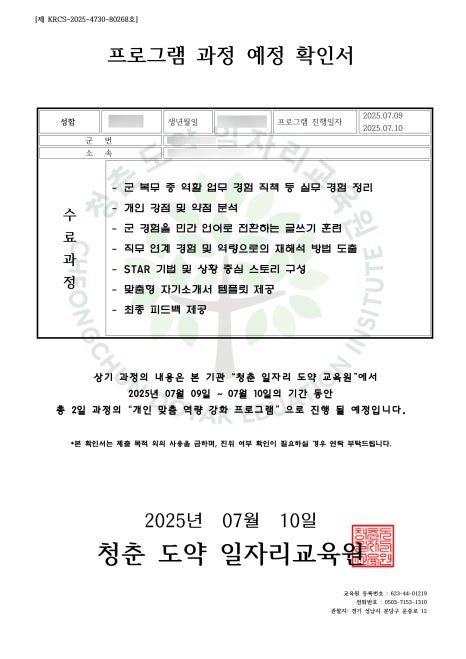 [제 KRCS-2025-4730-80268호]
프로그램 과정 예정 확인서
성함 생년월일 프로그램 진행일자 2025.07.09
2025.07.10
군 번
소 속
수료과정
- 군 복무 중 역할 업무 경험 직책 등 실무 경험 정리
- 개인 강점 및 약점 분석
- 군 경험을 민간 언어로 전환하는 글쓰기 훈련
- 직무 연계 경험 및 역량으로의 재해석 방법 도출
- STAR 기법 및 상황 중심 스토리 구성
- 맞춤형 자기소개서 템플릿 제공
- 최종 피드백 제공
상기 과정의 내용은 본 기관 "청춘 일자리 도약 교육원"에서
2025년 07월 09일 ~ 07월 10일의 기간 동안
총 2일 과정의 "개인 맞춤 역량 강화 프로그램" 으로 진행 될 예정입니다.
*본 확인서는 제출 목적 외의 사용을 금하며, 진위 여부 확인이 필요하실 경우 연락 부탁드립니다.
2025년 07월 10일
청춘 도약 일자리교육원
교육원 등록번호 : 623-44-01219
전화번호 : 0503-7153-1310
관할지: 경기 성남시 분당구 운중로 12
청춘 도약 일자리교육원